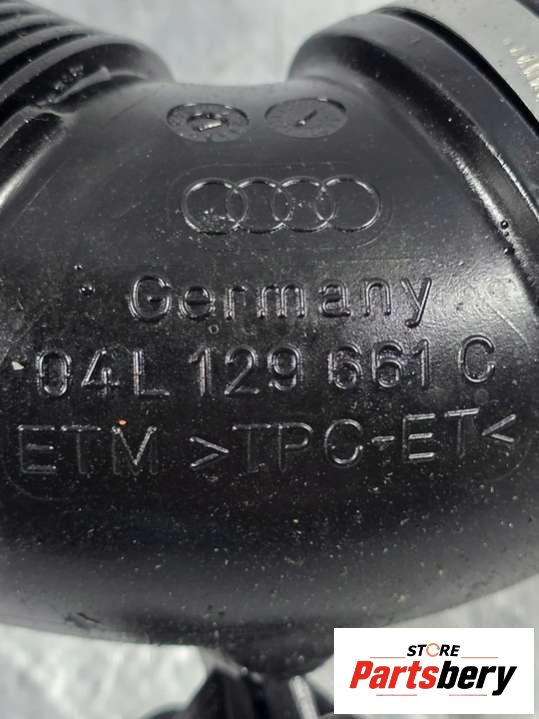 Germany
04L 129 661 C
ETM >TPC-ET<
STORE
Partsbery